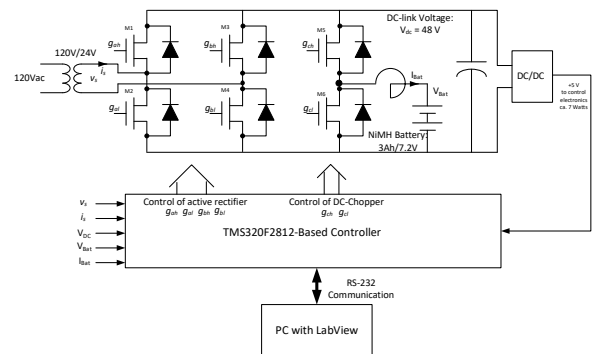 M1
M3
M5
g_ah
g_bh
g_ch
DC-link Voltage:
V_dc = 48 V
120V/24V
120Vac
i_s
v_s
I_Bat
V_Bat
DC/DC
M2
M4
M6
g_al
g_bl
g_cl
+5 V
to control
electronics
ca. 7 Watts
NiMH Battery:
3Ah/7.2V
Control of active rectifier
g_ah g_al g_bh g_bl
Control of DC-Chopper
g_ch g_cl
v_s
i_s
V_DC
V_Bat
I_Bat
TMS320F2812-Based Controller
RS-232
Communication
PC with LabView